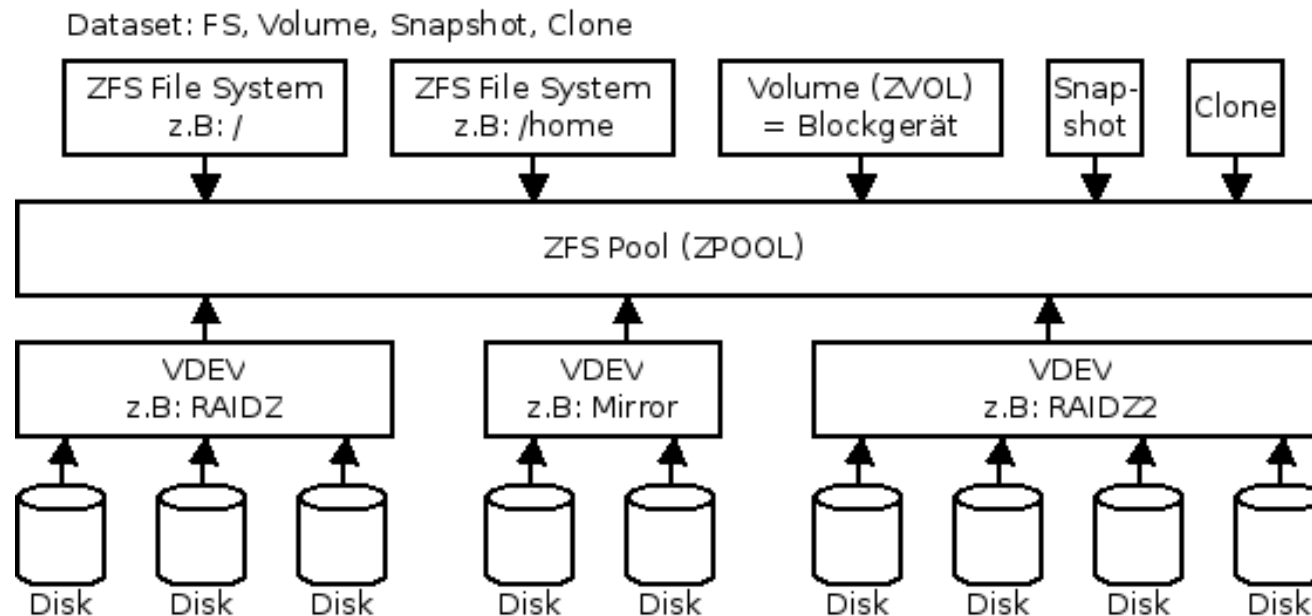 Dataset: FS, Volume, Snapshot, Clone
ZFS File System
z.B: /
ZFS File System
z.B: /home
Volume (ZVOL)
= Blockgerät
Snap-
shot
Clone
ZFS Pool (ZPOOL)
VDEV
z.B: RAIDZ
VDEV
z.B: Mirror
VDEV
z.B: RAIDZ2
Disk
Disk
Disk
Disk
Disk
Disk
Disk
Disk
Disk